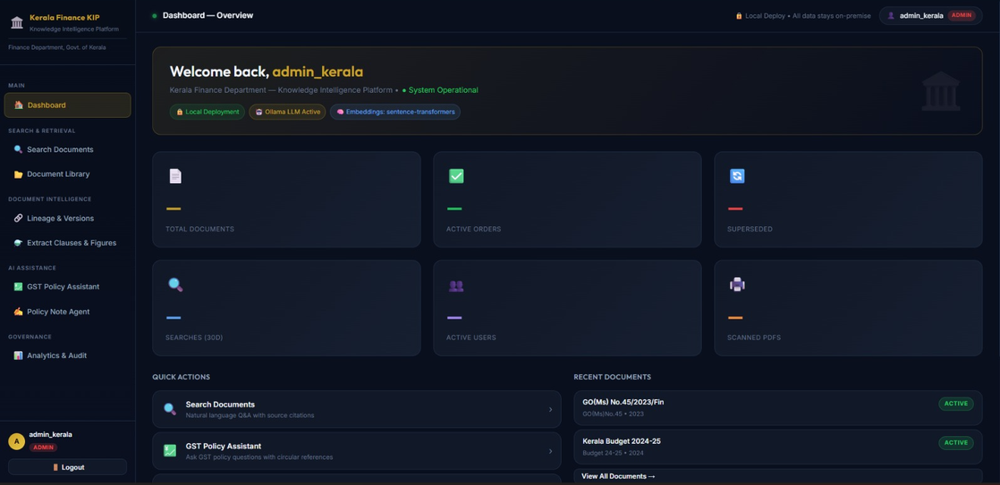 Kerala Finance KIP
Knowledge Intelligence Platform
Finance Department, Govt. of Kerala
MAIN
Dashboard
SEARCH & RETRIEVAL
Search Documents
Document Library
DOCUMENT INTELLIGENCE
Lineage & Versions
Extract Clauses & Figures
AI ASSISTANCE
GST Policy Assistant
Policy Note Agent
GOVERNANCE
Analytics & Audit
A
admin_kerala
ADMIN
Logout
Dashboard — Overview
Local Deploy • All data stays on-premise
admin_kerala ADMIN
Welcome back, admin_kerala
Kerala Finance Department — Knowledge Intelligence Platform • ● System Operational
Local Deployment
Ollama LLM Active
Embeddings: sentence-transformers
—
TOTAL DOCUMENTS
—
ACTIVE ORDERS
—
SUPERSEDED
—
SEARCHES (30D)
—
ACTIVE USERS
—
SCANNED PDFS
QUICK ACTIONS
Search Documents
Natural language Q&A with source citations
›
GST Policy Assistant
Ask GST policy questions with circular references
›
RECENT DOCUMENTS
GO(Ms) No.45/2023/Fin
GO(Ms)No.45 • 2023
ACTIVE
Kerala Budget 2024-25
Budget 24-25 • 2024
ACTIVE
View All Documents →